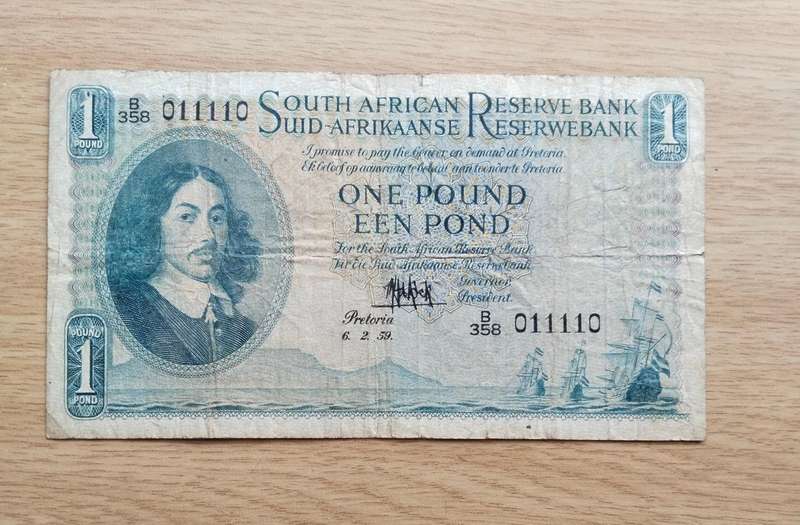 1
POUND
B
358 011110
SOUTH AFRICAN RESERVE BANK
SUID-AFRIKAANSE RESERWEBANK
1
POUND
I promise to pay the bearer on demand at Pretoria.
Ek beloof op aanvraag te betaal aan toonder te Pretoria.
ONE POUND
EEN POND
For the South African Reserve Bank
Vir die Suid-Afrikaanse Reserwebank
Governor
President.
Pretoria
6. 2. 59.
B
358 011110
POUND
1
POND